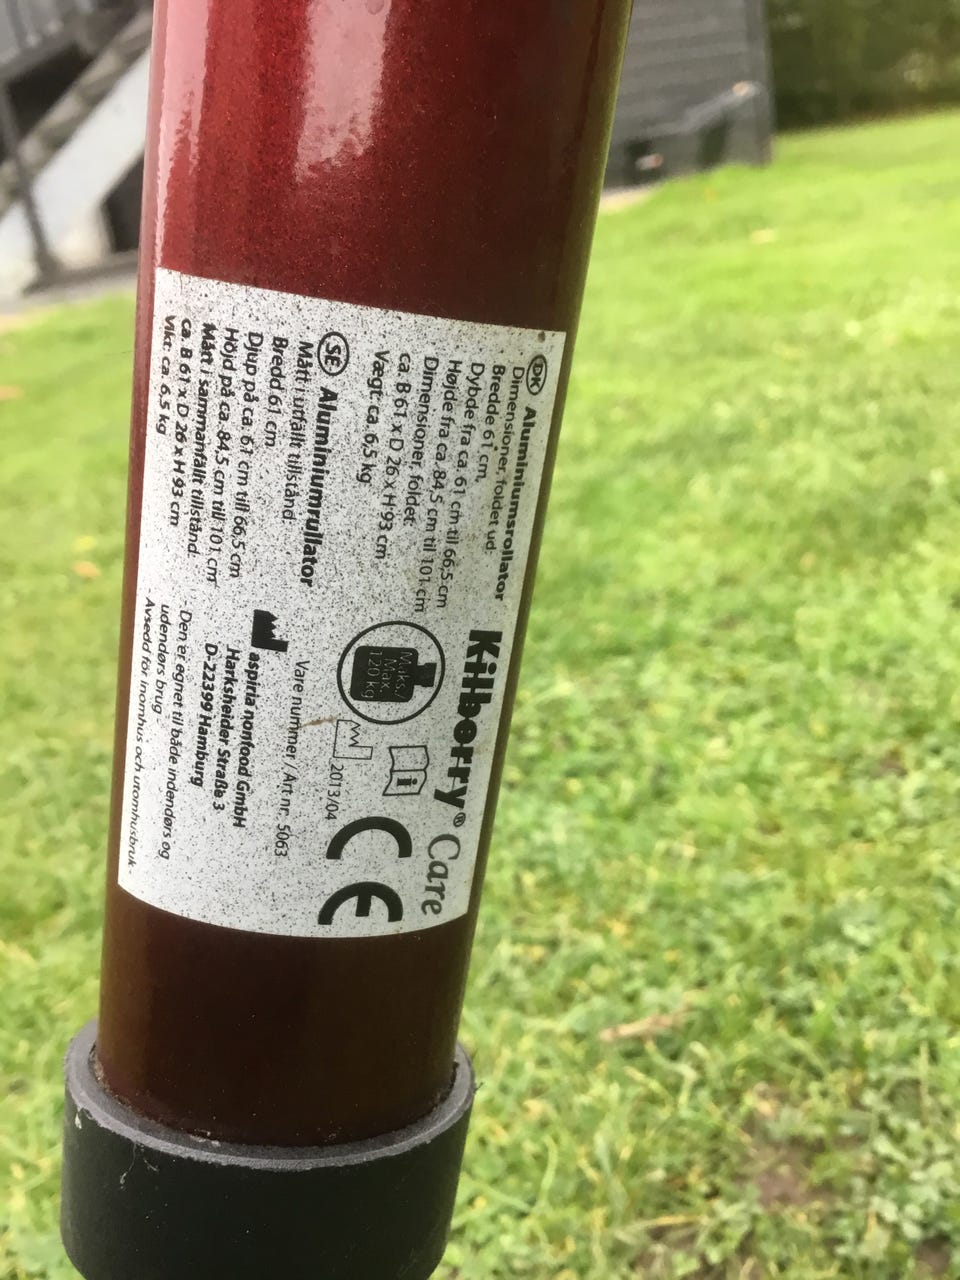 DK Aluminiumsrollator
Dimensioner, foldet ud:
Bredde 61 cm,
Dybde fra ca. 61 cm til 66,5 cm
Højde fra ca. 84,5 cm til 101 cm
Dimensioner, foldet:
ca. B 61 x D 26 x H 93 cm
Vægt: ca. 6,5 kg
SE Aluminiumrullator
Mått i utfällt tillstånd:
Bredd 61 cm
Djup på ca. 61 cm till 66,5 cm
Höjd på ca. 84,5 cm till 101 cm
Mått i sammanfällt tillstånd:
ca. B 61 x D 26 x H 93 cm
Vikt: ca. 6,5 kg
Kilberry® Care
Maks./
Max.
120 kg
i
2013/04
CE
Vare nummer / Art nr.: 5063
aspiria nonfood GmbH
Harksheider Straße 3
D-22399 Hamburg
Den er egnet til både indendørs og
udendørs brug -
Avsedd för inomhus och uttomhusbruk-